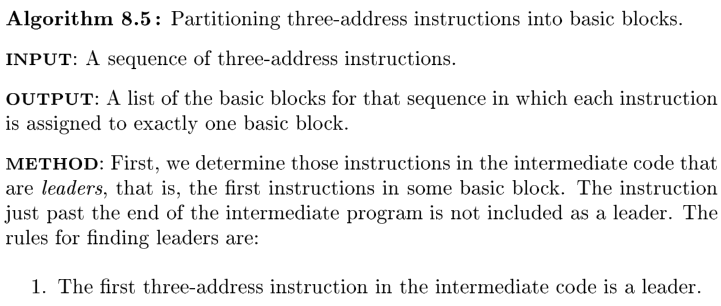 Algorithm 8.5: Partitioning three-address instructions into basic blocks.
INPUT: A sequence of three-address instructions.
OUTPUT: A list of the basic blocks for that sequence in which each instruction
is assigned to exactly one basic block.
METHOD: First, we determine those instructions in the intermediate code that
are leaders, that is, the first instructions in some basic block. The instruction
just past the end of the intermediate program is not included as a leader. The
rules for finding leaders are:
1. The first three-address instruction in the intermediate code is a leader.